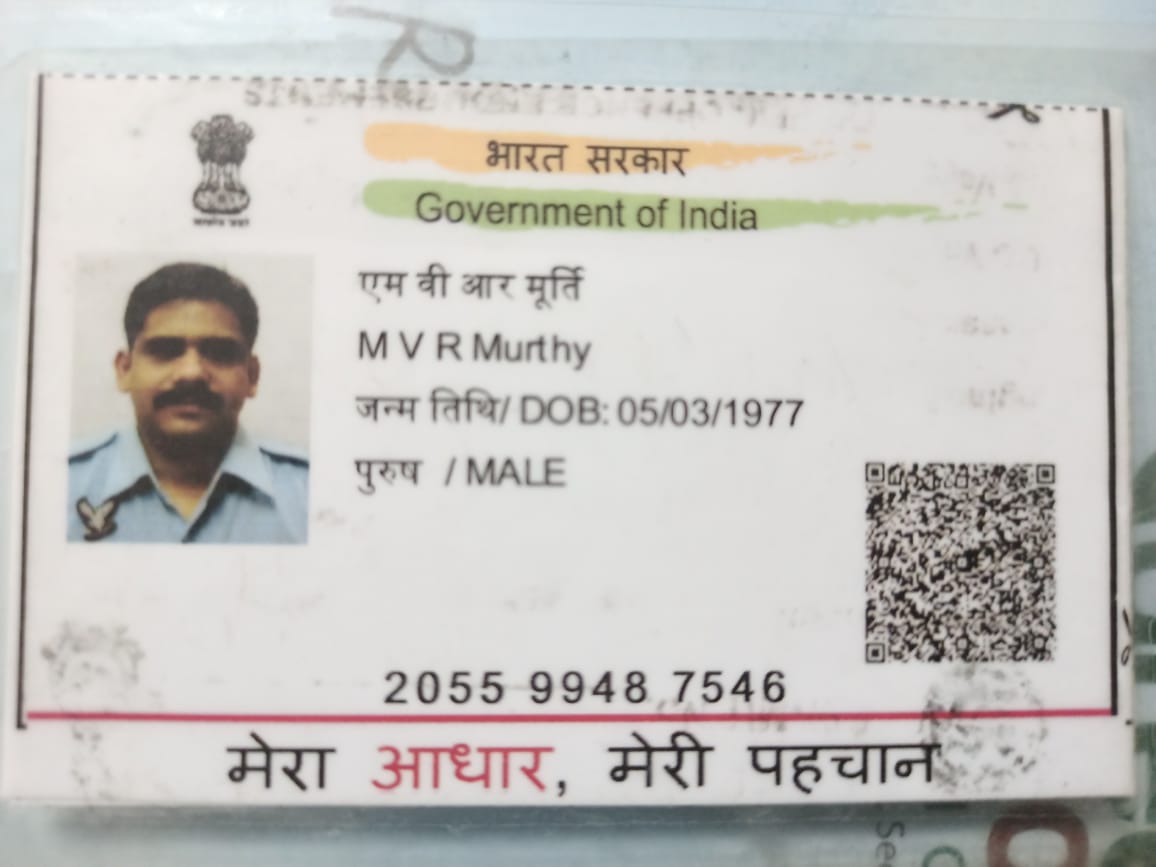 भारत सरकार
Government of India
एम वी आर मूर्ति
M V R Murthy
जन्म तिथि/ DOB: 05/03/1977
पुरुष / MALE
2055 9948 7546
मेरा आधार, मेरी पहचान